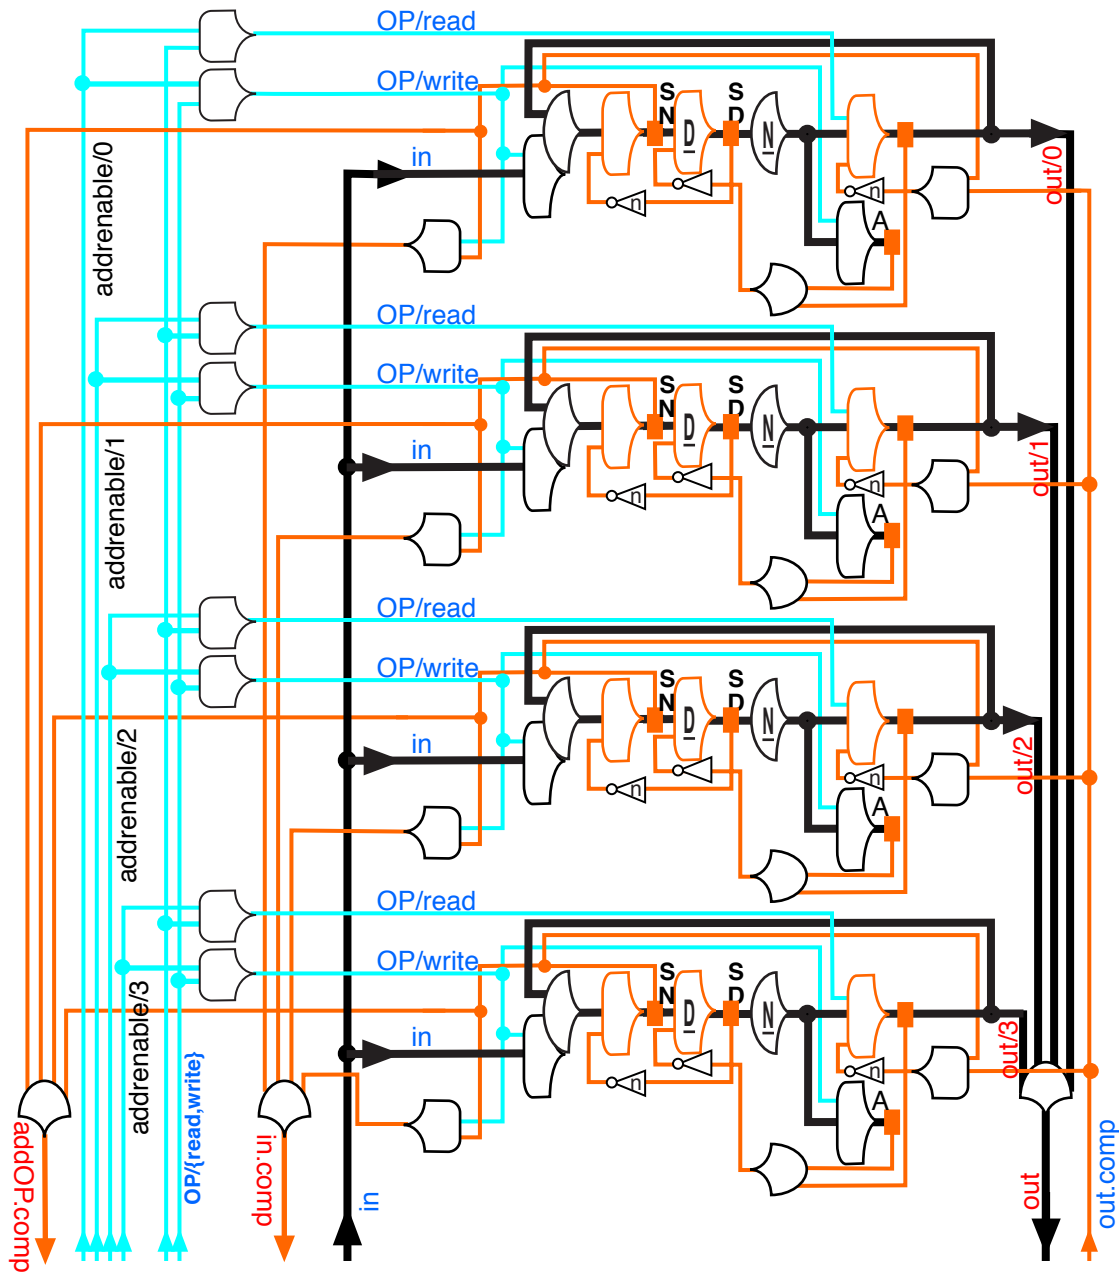 OP/read
OP/write
addrenable/0
in
S
N
D
S
D
N
n
n
A
out/0
OP/read
OP/write
addrenable/1
in
S
N
D
S
D
N
n
n
A
out/1
OP/read
OP/write
addrenable/2
in
S
N
D
S
D
N
n
n
A
out/2
OP/read
OP/write
addrenable/3
in
S
N
D
S
D
N
n
n
A
out/3
addOP.comp
OP/{read,write}
in.comp
in
out
out.comp